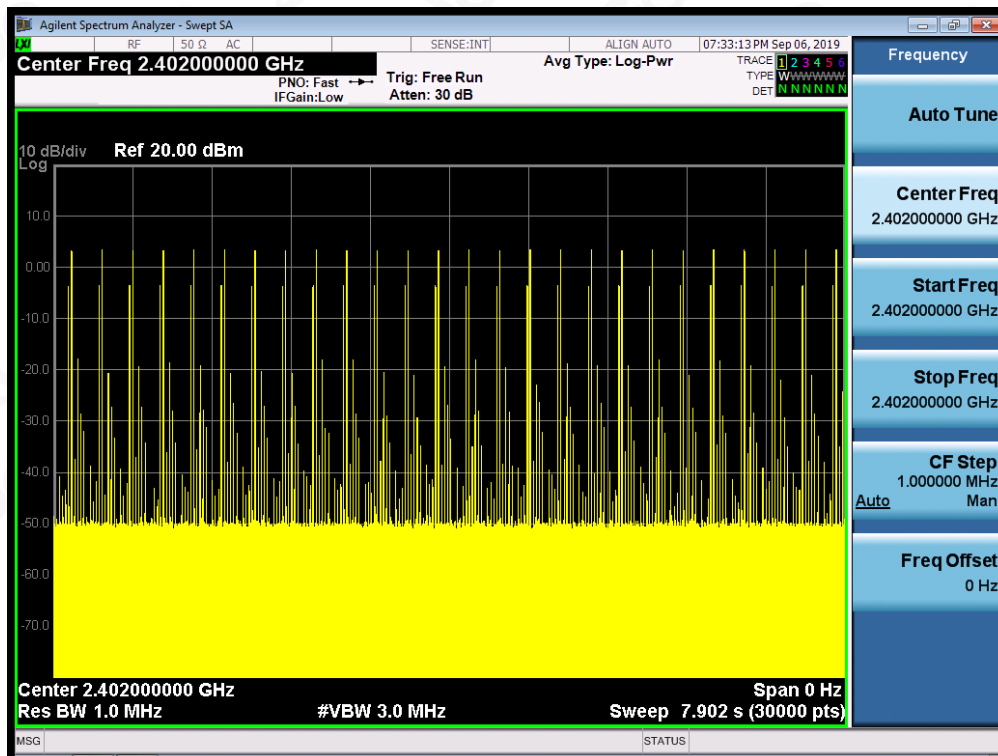 Agilent Spectrum Analyzer - Swept SA
LXI RF 50 Ω AC SENSE:INT ALIGN AUTO 07:33:13 PM Sep 06, 2019
Center Freq 2.402000000 GHz
PNO: Fast
IFGain:Low
Trig: Free Run
Atten: 30 dB
Avg Type: Log-Pwr
TRACE 1 2 3 4 5 6
TYPE W
DET N N N N N N
10 dB/div Ref 20.00 dBm
Log
10.0
0.00
-10.0
-20.0
-30.0
-40.0
-50.0
-60.0
-70.0
Center 2.402000000 GHz Span 0 Hz
Res BW 1.0 MHz #VBW 3.0 MHz Sweep 7.902 s (30000 pts)
MSG STATUS
Frequency
Auto Tune
Center Freq
2.402000000 GHz
Start Freq
2.402000000 GHz
Stop Freq
2.402000000 GHz
CF Step
1.000000 MHz
Auto Man
Freq Offset
0 Hz